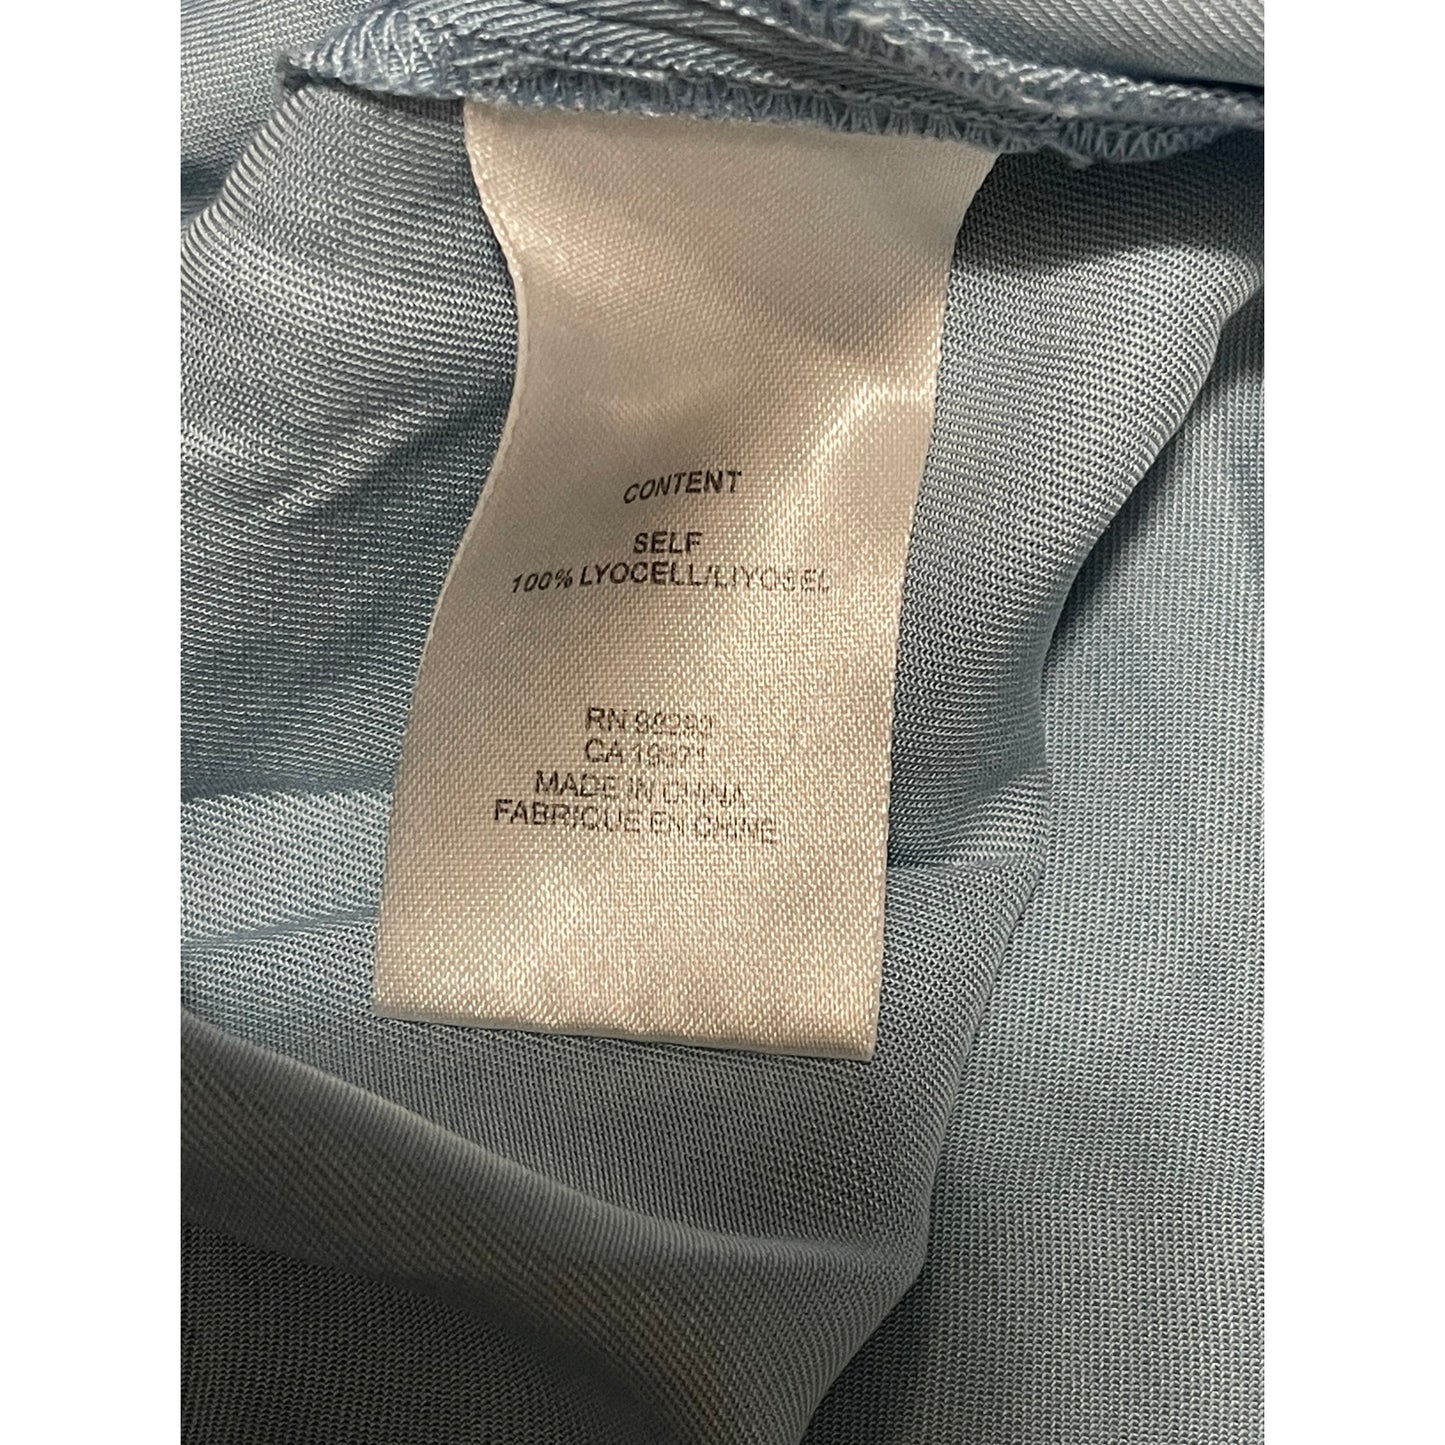 CONTENT
SELF
100% LYOCELL/LIYOSEL
RN
CA
MADE IN CHINA
FABRIQUE EN CHINE